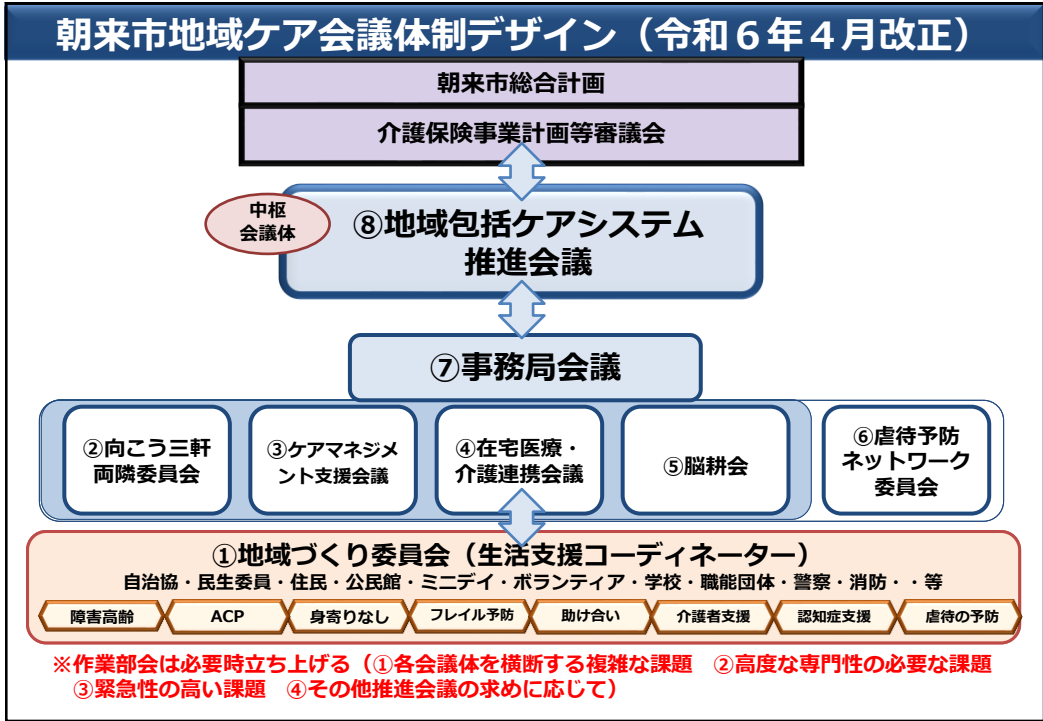 朝来市地域ケア会議体制デザイン（令和６年４月改正）
朝来市総合計画
介護保険事業計画等審議会
中枢
会議体
⑧地域包括ケアシステム
推進会議
⑦事務局会議
②向こう三軒
両隣委員会
③ケアマネジメ
ント支援会議
④在宅医療・
介護連携会議
⑤脳耕会
⑥虐待予防
ネットワーク
委員会
①地域づくり委員会（生活支援コーディネーター）
自治協・民生委員・住民・公民館・ミニデイ・ボランティア・学校・職能団体・警察・消防・・等
障害高齢
ACP
身寄りなし
フレイル予防
助け合い
介護者支援
認知症支援
虐待の予防
※作業部会は必要時立ち上げる（①各会議体を横断する複雑な課題　②高度な専門性の必要な課題
③緊急性の高い課題　④その他推進会議の求めに応じて）